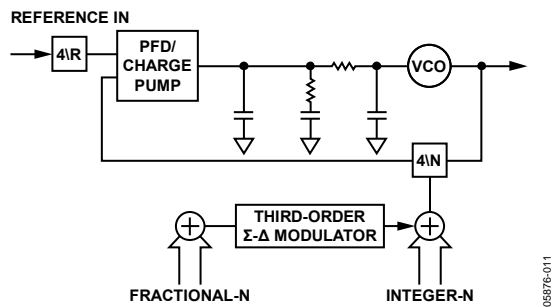 REFERENCE IN
4\R
PFD/
CHARGE
PUMP
VCO
4\N
THIRD-ORDER
Σ-Δ MODULATOR
FRACTIONAL-N
INTEGER-N
05876-011